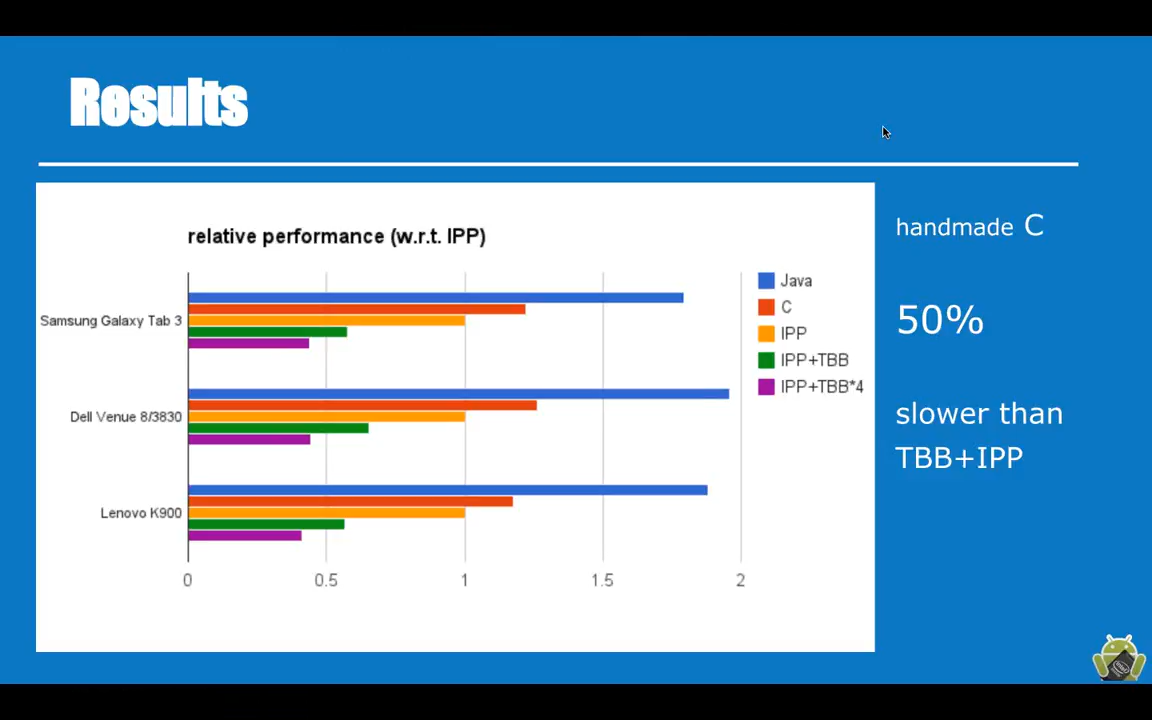 Results
relative performance (w.r.t. IPP)
Samsung Galaxy Tab 3
Dell Venue 8/3830
Lenovo K900
0 0.5 1 1.5 2
Java
C
IPP
IPP+TBB
IPP+TBB*4
handmade C
50%
slower than
TBB+IPP